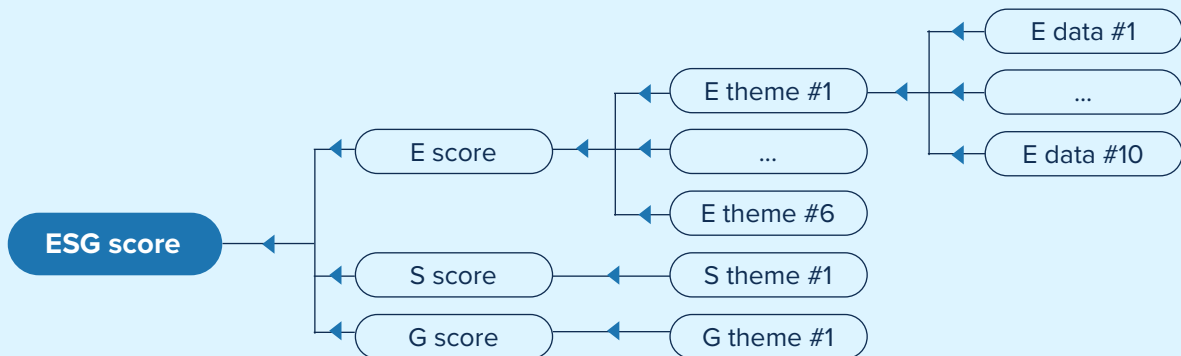 E data #1
E theme #1
...
E score
...
E data #10
E theme #6
ESG score
S score
S theme #1
G score
G theme #1